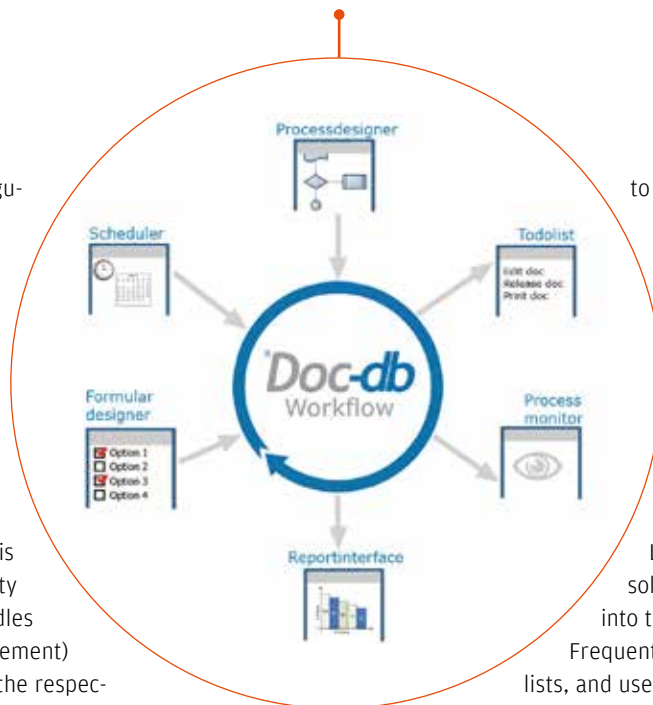 Processdesigner
gu-
to
Scheduler
Todolist
Edit doc
Release doc
Print doc
Doc-db
Workflow
Formular
designer
Option 1
Option 2
Option 3
Option 4
Process
monitor
Reportinterface
is
ty
dles
ement)
the respec-
sol
into t
Frequent
lists, and use